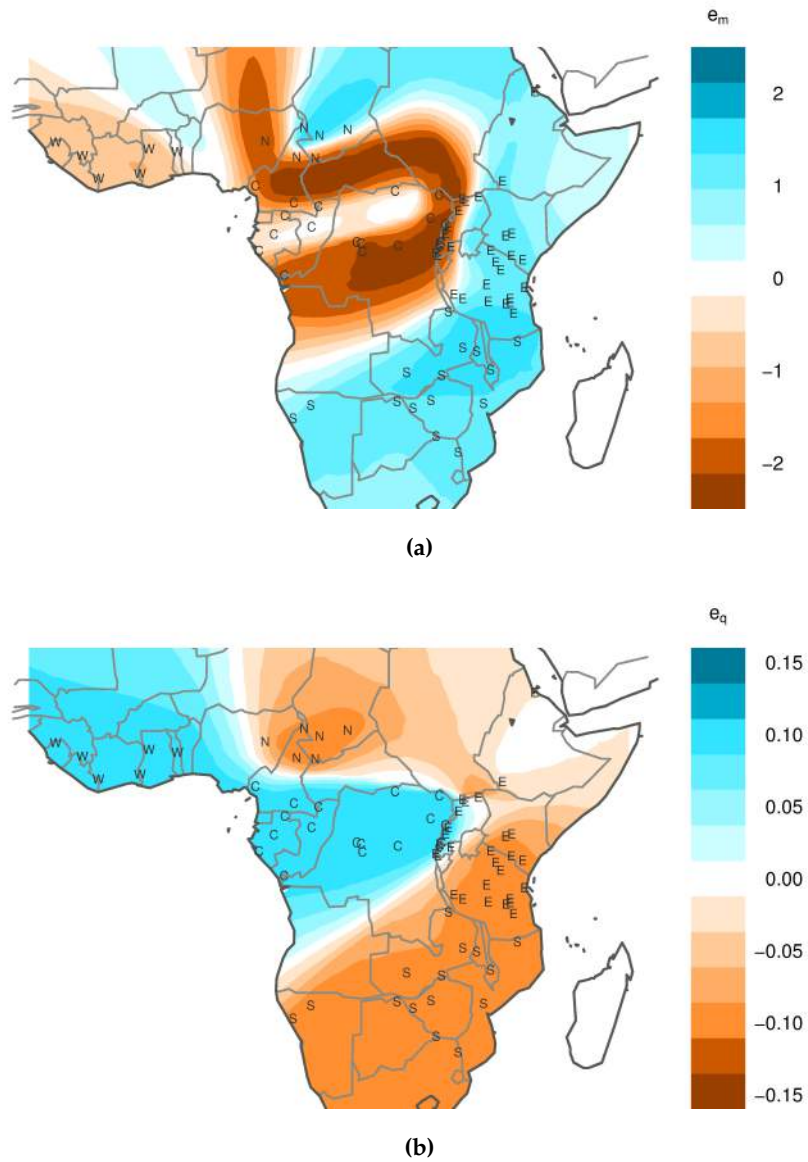 e_m
2
N N N
N
W W W
W N N
W W E
C C C 1
C C E E
C C E
C C
C E E
C C C
C C E
C E E 0
E
E E E E
S E
S
S S −1
S S
S S S
S S S S
S
S
S
−2
(a)
e_q
0.15
0.10
N N N
N
W W W
W N N
W W E
C C C
C C E E 0.05
C C E
C C
C E E
C C C
C C E
C E E
C E 0.00
E E E E
S E
S
S S −0.05
S S
S S S
S S S S
S
−0.10
S
S
−0.15
(b)